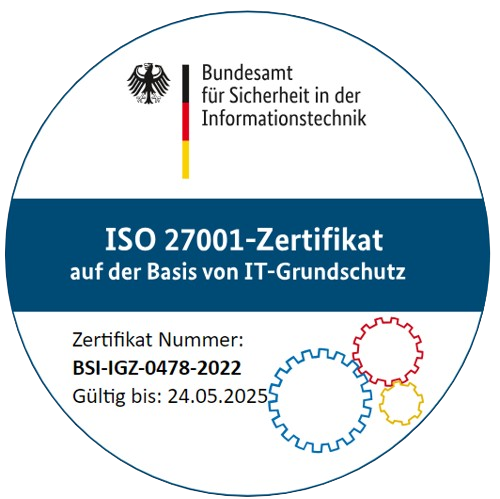 Bundesamt
für Sicherheit in der
Informationstechnik
ISO 27001-Zertifikat
auf der Basis von IT-Grundschutz
Zertifikat Nummer:
BSI-IGZ-0478-2022
Gültig bis: 24.05.2025